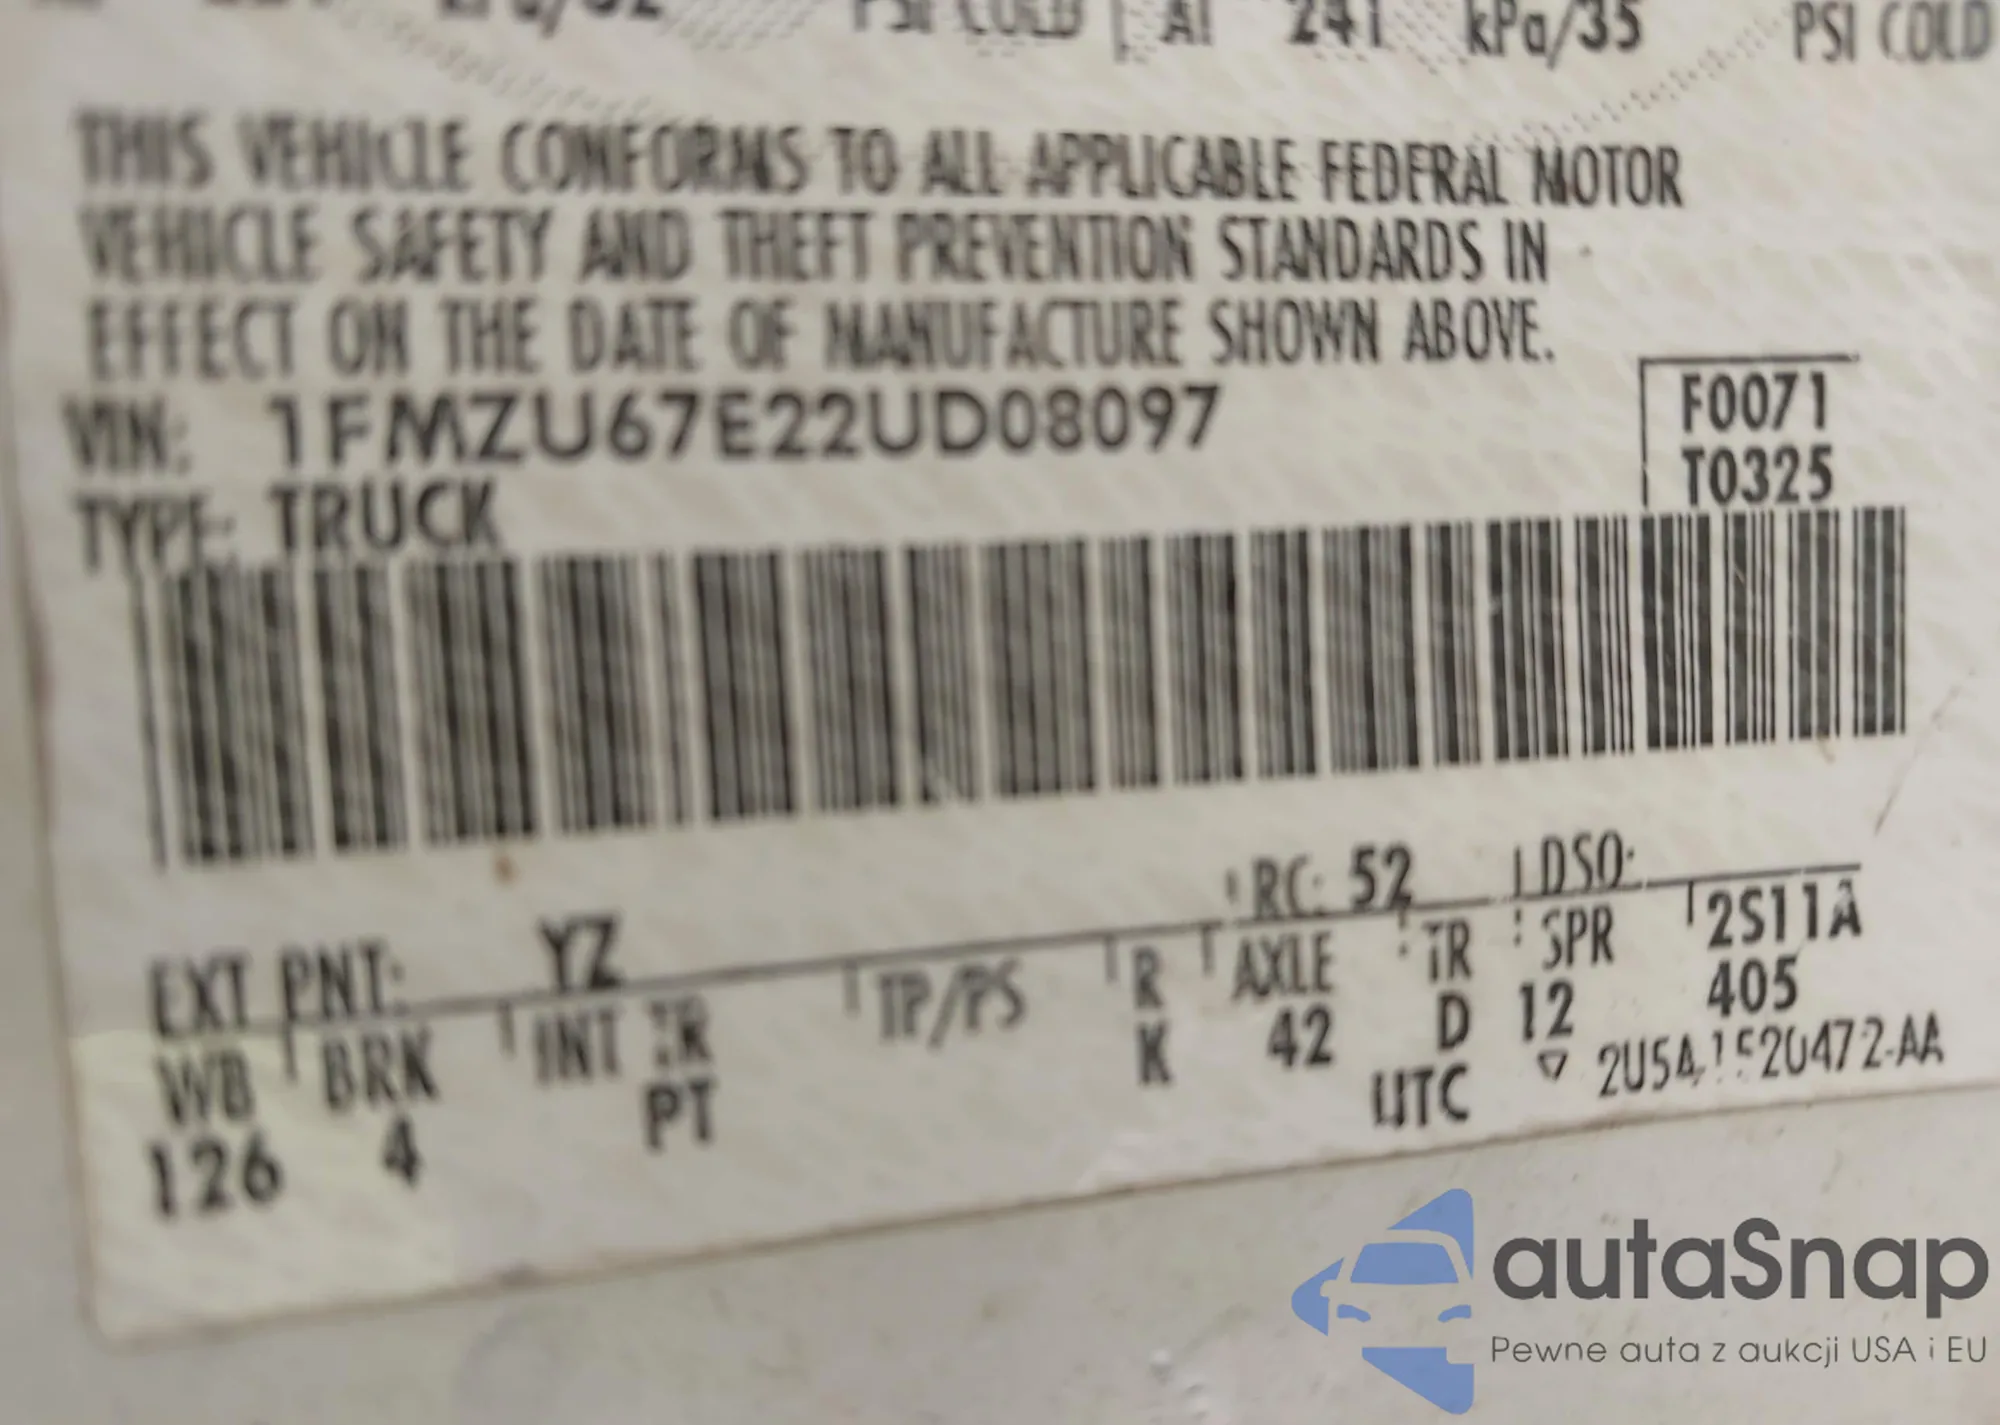 kPa/32 PSI COLD AT 241 kPa/35 PSI COLD
THIS VEHICLE CONFORMS TO ALL APPLICABLE FEDERAL MOTOR
VEHICLE SAFETY AND THEFT PREVENTION STANDARDS IN
EFFECT ON THE DATE OF MANUFACTURE SHOWN ABOVE.
VIN: 1FMZU67E22UD08097
F0071
TYPE: TRUCK
T0325
EXT PNT: YZ RC: 52 DSO:
WB BRK INT TR TP/PS R AXLE TR SPR 2S11A
126 4 PT K 42 D 12 405
UTC
autaSnap
Pewne auta z aukcji USA i EU